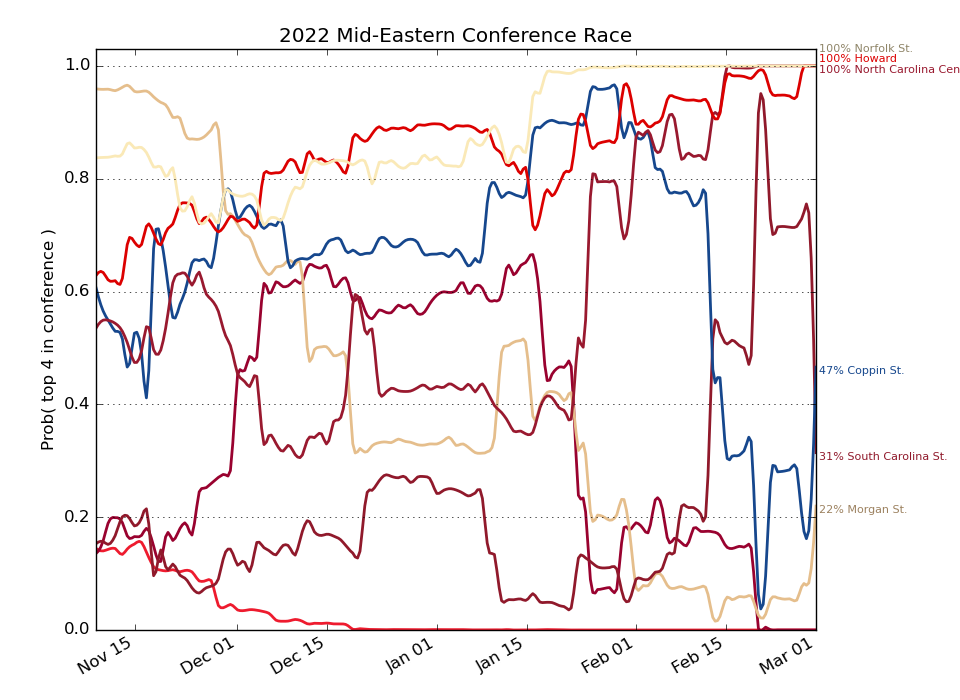 2022 Mid-Eastern Conference Race
Prob( top 4 in conference )
1.0
0.8
0.6
0.4
0.2
0.0
Nov 15
Dec 01
Dec 15
Jan 01
Jan 15
Feb 01
Feb 15
Mar 01
100% Norfolk St.
100% Howard
100% North Carolina Cen
47% Coppin St.
31% South Carolina St.
22% Morgan St.